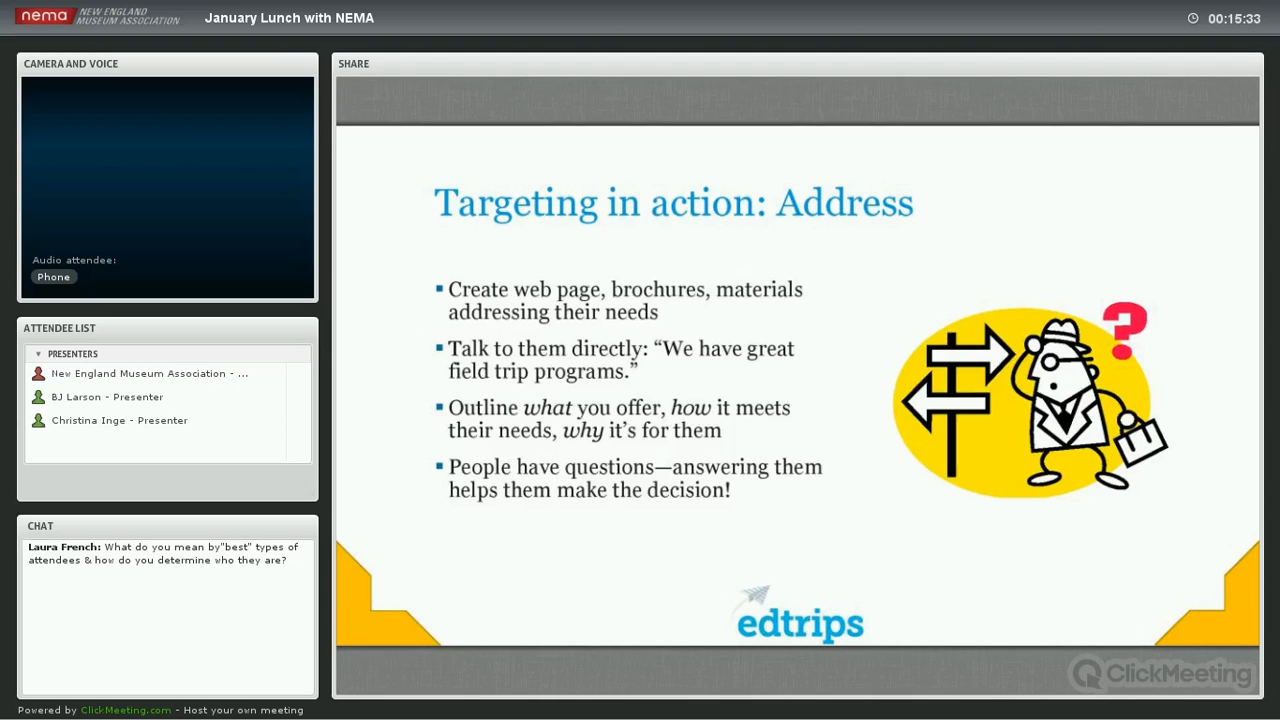 nema NEW ENGLAND
MUSEUM ASSOCIATION
January Lunch with NEMA
00:15:33
CAMERA AND VOICE
Audio attendee:
Phone
ATTENDEE LIST
PRESENTERS
New England Museum Association - ...
BJ Larson - Presenter
Christina Inge - Presenter
CHAT
Laura French: What do you mean by"best" types of
attendees & how do you determine who they are?
SHARE
Targeting in action: Address
▪ Create web page, brochures, materials
addressing their needs
▪ Talk to them directly: “We have great
field trip programs.”
▪ Outline what you offer, how it meets
their needs, why it’s for them
▪ People have questions—answering them
helps them make the decision!
?
edtrips
ClickMeeting
Powered by ClickMeeting.com - Host your own meeting